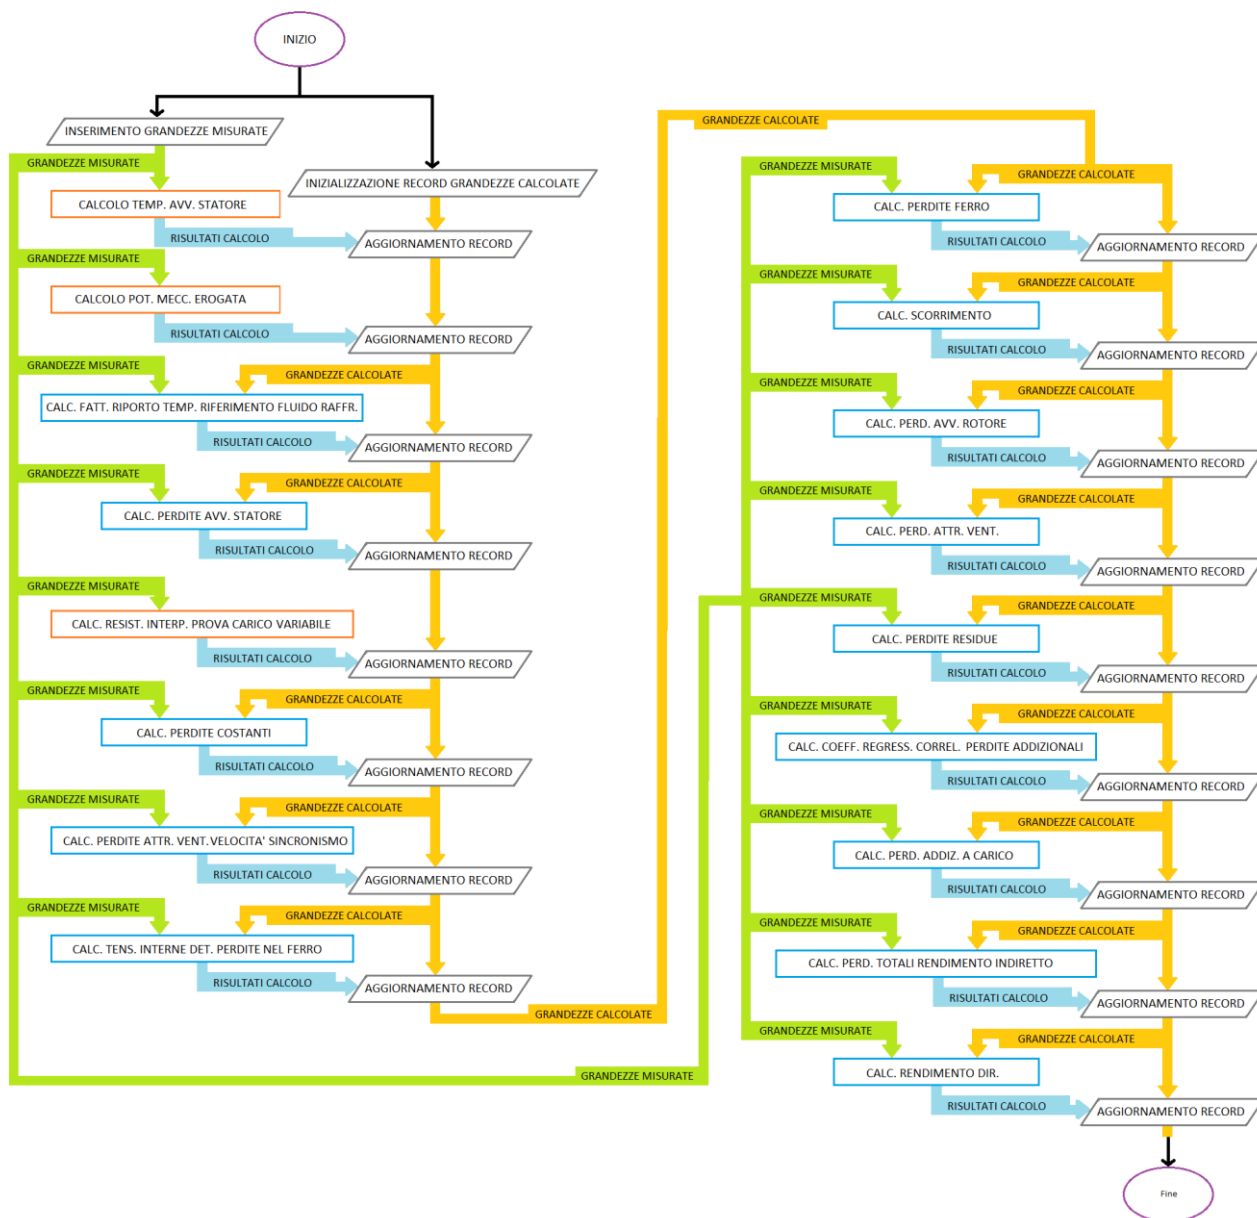 INIZIO
INSERIMENTO GRANDEZZE MISURATE
GRANDEZZE MISURATE
INIZIALIZZAZIONE RECORD GRANDEZZE CALCOLATE
CALCOLO TEMP. AVV. STATORE
RISULTATI CALCOLO
AGGIORNAMENTO RECORD
GRANDEZZE MISURATE
CALCOLO POT. MECC. EROGATA
RISULTATI CALCOLO
AGGIORNAMENTO RECORD
GRANDEZZE MISURATE
GRANDEZZE CALCOLATE
CALC. FATT. RIPORTO TEMP. RIFERIMENTO FLUIDO RAFFR.
RISULTATI CALCOLO
AGGIORNAMENTO RECORD
GRANDEZZE MISURATE
GRANDEZZE CALCOLATE
CALC. PERDITE AVV. STATORE
RISULTATI CALCOLO
AGGIORNAMENTO RECORD
GRANDEZZE MISURATE
CALC. RESIST. INTERP. PROVA CARICO VARIABILE
RISULTATI CALCOLO
AGGIORNAMENTO RECORD
GRANDEZZE MISURATE
GRANDEZZE CALCOLATE
CALC. PERDITE COSTANTI
RISULTATI CALCOLO
AGGIORNAMENTO RECORD
GRANDEZZE MISURATE
GRANDEZZE CALCOLATE
CALC. PERDITE ATTR. VENT.VELOCITA' SINCRONISMO
RISULTATI CALCOLO
AGGIORNAMENTO RECORD
GRANDEZZE MISURATE
GRANDEZZE CALCOLATE
CALC. TENS. INTERNE DET. PERDITE NEL FERRO
RISULTATI CALCOLO
AGGIORNAMENTO RECORD
GRANDEZZE CALCOLATE
GRANDEZZE MISURATE
GRANDEZZE CALCOLATE
GRANDEZZE MISURATE
GRANDEZZE CALCOLATE
CALC. PERDITE FERRO
RISULTATI CALCOLO
AGGIORNAMENTO RECORD
GRANDEZZE MISURATE
GRANDEZZE CALCOLATE
CALC. SCORRIMENTO
RISULTATI CALCOLO
AGGIORNAMENTO RECORD
GRANDEZZE MISURATE
GRANDEZZE CALCOLATE
CALC. PERD. AVV. ROTORE
RISULTATI CALCOLO
AGGIORNAMENTO RECORD
GRANDEZZE MISURATE
GRANDEZZE CALCOLATE
CALC. PERD. ATTR. VENT.
RISULTATI CALCOLO
AGGIORNAMENTO RECORD
GRANDEZZE MISURATE
GRANDEZZE CALCOLATE
CALC. PERDITE RESIDUE
RISULTATI CALCOLO
AGGIORNAMENTO RECORD
GRANDEZZE MISURATE
GRANDEZZE CALCOLATE
CALC. COEFF. REGRESS. CORREL. PERDITE ADDIZIONALI
RISULTATI CALCOLO
AGGIORNAMENTO RECORD
GRANDEZZE MISURATE
GRANDEZZE CALCOLATE
CALC. PERD. ADDIZ. A CARICO
RISULTATI CALCOLO
AGGIORNAMENTO RECORD
GRANDEZZE MISURATE
GRANDEZZE CALCOLATE
CALC. PERD. TOTALI RENDIMENTO INDIRETTO
RISULTATI CALCOLO
AGGIORNAMENTO RECORD
GRANDEZZE MISURATE
GRANDEZZE CALCOLATE
CALC. RENDIMENTO DIR.
RISULTATI CALCOLO
AGGIORNAMENTO RECORD
Fine